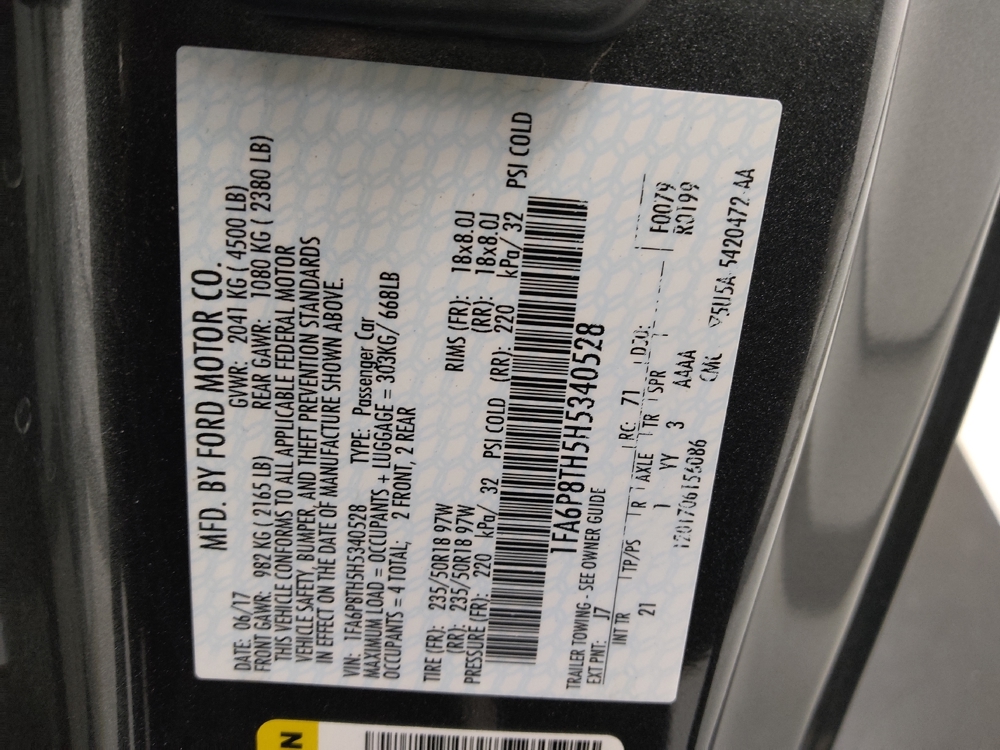 MFD. BY FORD MOTOR CO.
DATE: 06/17 GVWR: 2041 KG ( 4500 LB)
FRONT GAWR: 982 KG ( 2165 LB) REAR GAWR: 1080 KG ( 2380 LB)
THIS VEHICLE CONFORMS TO ALL APPLICABLE FEDERAL MOTOR
VEHICLE SAFETY, BUMPER, AND THEFT PREVENTION STANDARDS
IN EFFECT ON THE DATE OF MANUFACTURE SHOWN ABOVE.
VIN: 1FA6P8TH5H5340528 TYPE: Passenger Car
MAXIMUM LOAD = OCCUPANTS + LUGGAGE = 303KG/ 668LB
OCCUPANTS = 4 TOTAL; 2 FRONT, 2 REAR
TIRE (FR): 235/50R18 97W RIMS (FR): 18x8.0J
(RR): 235/50R18 97W (RR): 18x8.0J
PRESSURE (FR): 220 kPa/ 32 PSI COLD (RR): 220 kPa/ 32 PSI COLD
1FA6P8TH5H5340528
TRAILER TOWING - SEE OWNER GUIDE
EXT PNT: J7 RC: 71 DSO:
INT TR TP/PS R AXLE TR SPR F0079
21 1 YY 3 A4AA R0199
CMC
1201706156086 ▽5U5A-5420472-AA
N